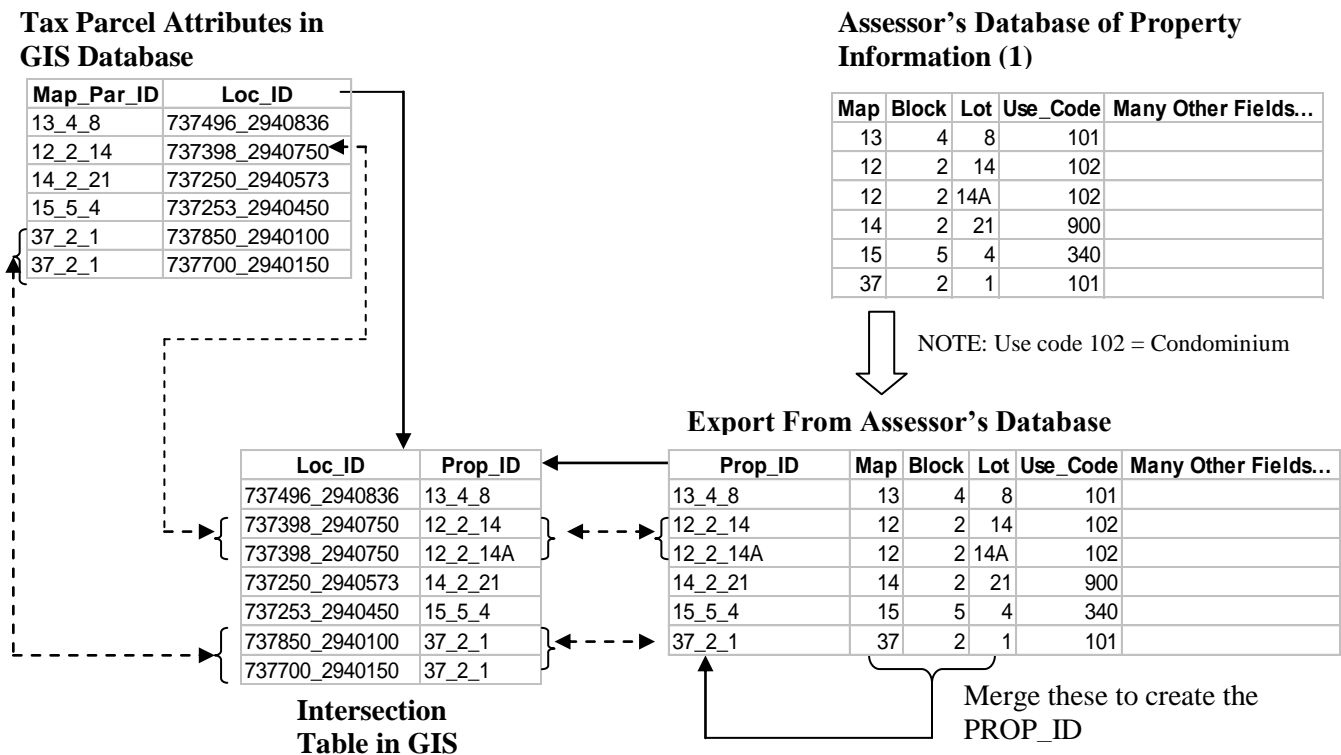 Tax Parcel Attributes in
GIS Database
Map_Par_ID Loc_ID
13_4_8 737496_2940836
12_2_14 737398_2940750
14_2_21 737250_2940573
15_5_4 737253_2940450
37_2_1 737850_2940100
37_2_1 737700_2940150
Assessor's Database of Property
Information (1)
Map Block Lot Use_Code Many Other Fields...
13 4 8 101
12 2 14 102
12 2 14A 102
14 2 21 900
15 5 4 340
37 2 1 101
NOTE: Use code 102 = Condominium
Export From Assessor's Database
Loc_ID Prop_ID
737496_2940836 13_4_8
737398_2940750 12_2_14
737398_2940750 12_2_14A
737250_2940573 14_2_21
737253_2940450 15_5_4
737850_2940100 37_2_1
737700_2940150 37_2_1
Intersection
Table in GIS
Prop_ID Map Block Lot Use_Code Many Other Fields...
13_4_8 13 4 8 101
12_2_14 12 2 14 102
12_2_14A 12 2 14A 102
14_2_21 14 2 21 900
15_5_4 15 5 4 340
37_2_1 37 2 1 101
Merge these to create the
PROP_ID